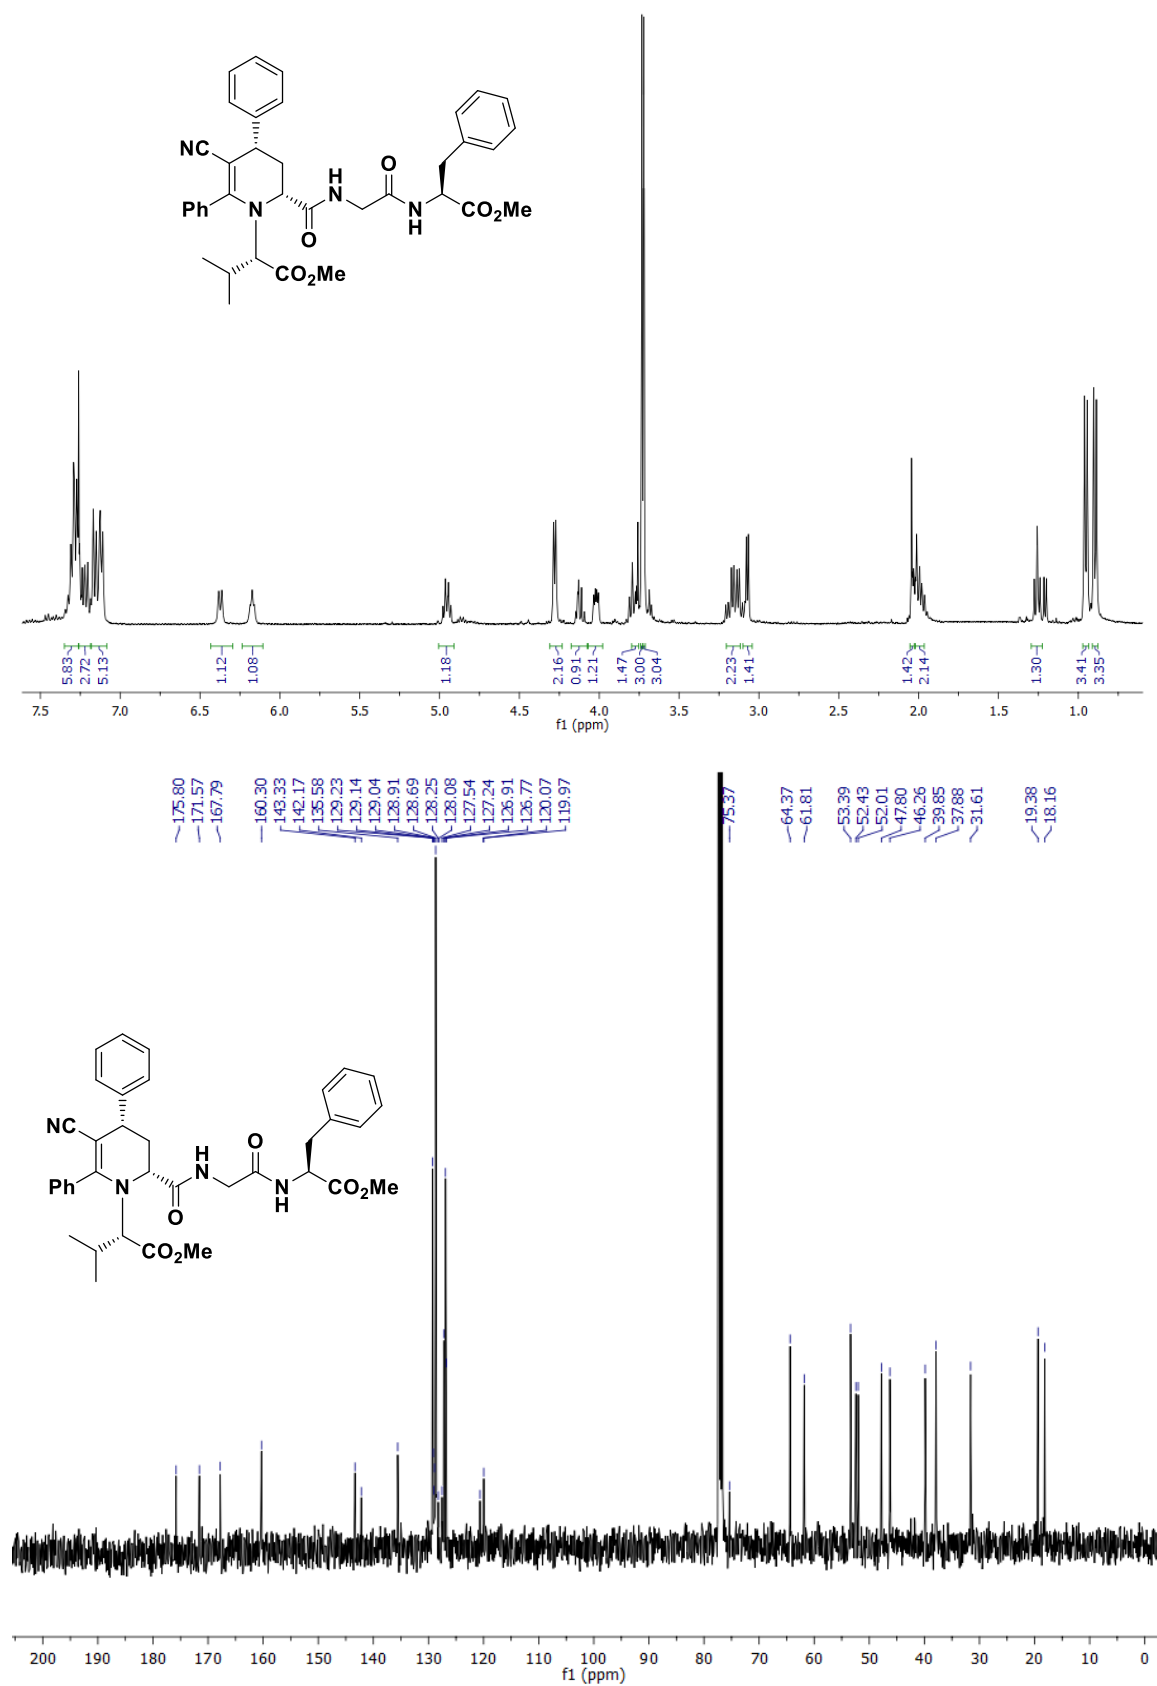 NC
Ph
N
O
H
N
O
N
H
CO2Me
CO2Me
5.83
2.72
5.13
1.12
1.08
1.18
2.16
0.91
1.21
1.47
3.00
3.04
2.23
1.41
1.42
2.14
1.30
3.41
3.35
7.5 7.0 6.5 6.0 5.5 5.0 4.5 4.0 3.5 3.0 2.5 2.0 1.5 1.0
f1 (ppm)
175.80
171.57
167.79
160.30
143.33
142.17
135.58
129.23
129.14
129.04
128.91
128.69
128.25
128.08
127.54
127.24
126.91
126.77
120.07
119.97
75.37
64.37
61.81
53.39
52.43
52.01
47.80
46.26
39.85
37.88
31.61
19.38
18.16
NC
Ph
N
O
H
N
O
N
H
CO2Me
CO2Me
200 190 180 170 160 150 140 130 120 110 100 90 80 70 60 50 40 30 20 10 0
f1 (ppm)